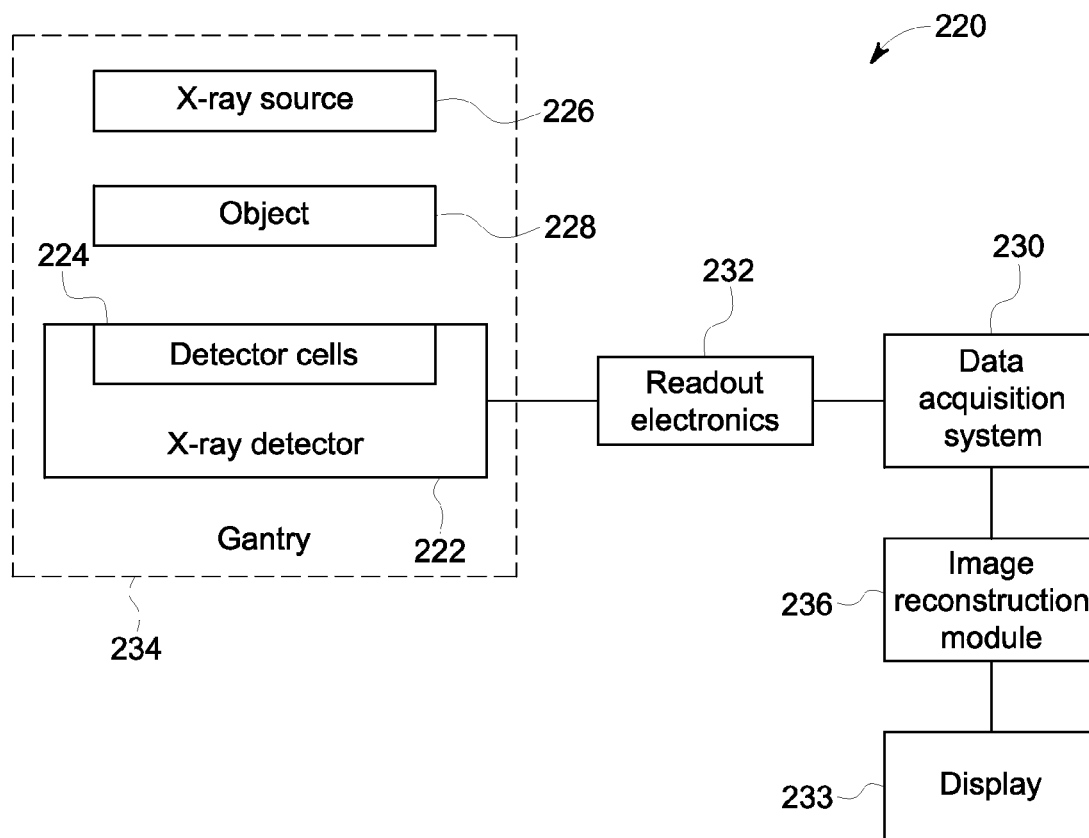 220
X-ray source
226
Object
228
224
232
230
Detector cells
Readout
electronics
Data
acquisition
system
X-ray detector
Gantry
222
234
236
Image
reconstruction
module
233
Display